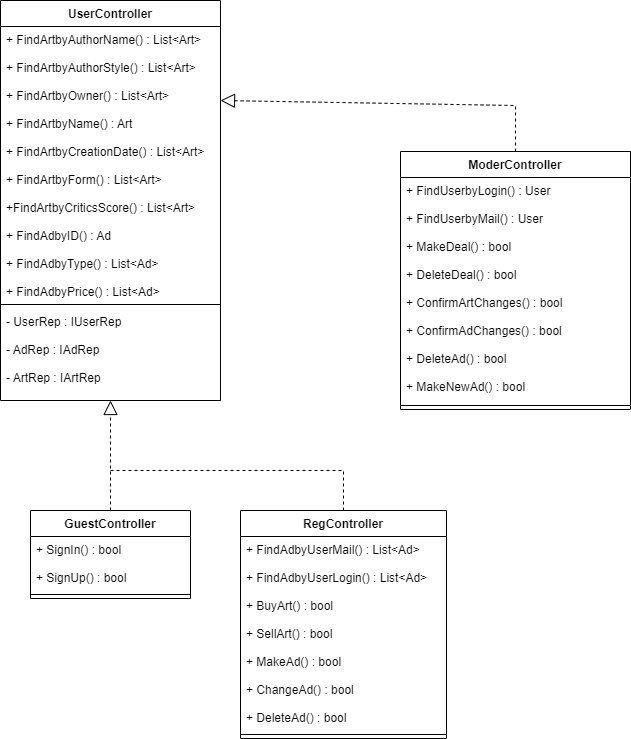 UserController
+ FindArtbyAuthorName() : List<Art>
+ FindArtbyAuthorStyle() : List<Art>
+ FindArtbyOwner() : List<Art>
+ FindArtbyName() : Art
+ FindArtbyCreationDate() : List<Art>
+ FindArtbyForm() : List<Art>
+FindArtbyCriticsScore() : List<Art>
+ FindAdbyID() : Ad
+ FindAdbyType() : List<Ad>
+ FindAdbyPrice() : List<Ad>
- UserRep : IUserRep
- AdRep : IAdRep
- ArtRep : IArtRep
ModerController
+ FindUserbyLogin() : User
+ FindUserbyMail() : User
+ MakeDeal() : bool
+ DeleteDeal() : bool
+ ConfirmArtChanges() : bool
+ ConfirmAdChanges() : bool
+ DeleteAd() : bool
+ MakeNewAd() : bool
GuestController
+ SignIn() : bool
+ SignUp() : bool
RegController
+ FindAdbyUserMail() : List<Ad>
+ FindAdbyUserLogin() : List<Ad>
+ BuyArt() : bool
+ SellArt() : bool
+ MakeAd() : bool
+ ChangeAd() : bool
+ DeleteAd() : bool